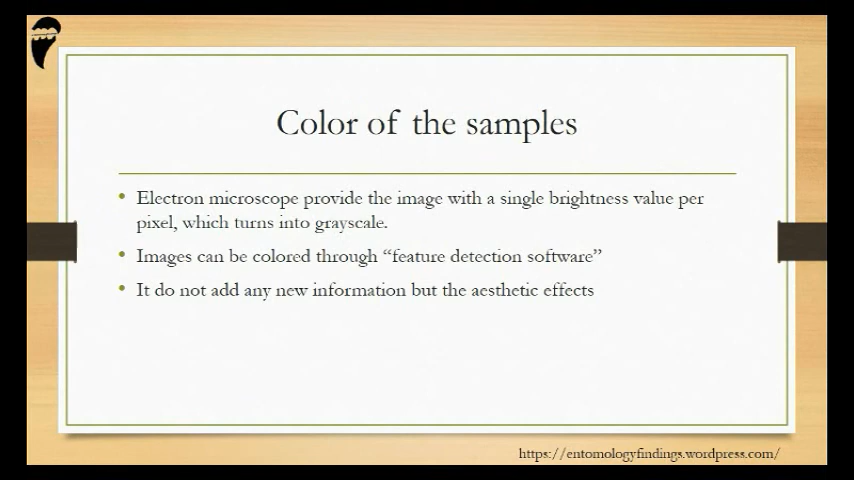 Color of the samples
Electron microscope provide the image with a single brightness value per
pixel, which turns into grayscale.
Images can be colored through “feature detection software”
It do not add any new information but the aesthetic effects
https://entomologyfindings.wordpress.com/